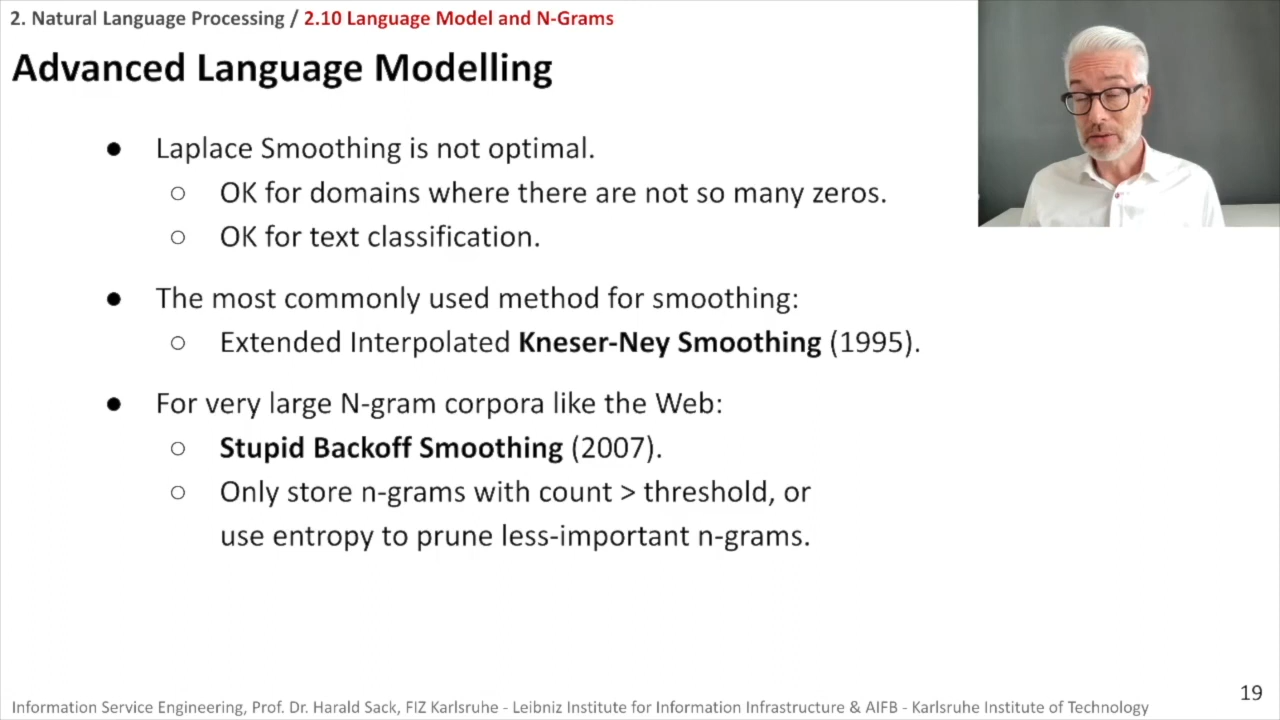 2. Natural Language Processing / 2.10 Language Model and N-Grams
Advanced Language Modelling
● Laplace Smoothing is not optimal.
○ OK for domains where there are not so many zeros.
○ OK for text classification.
● The most commonly used method for smoothing:
○ Extended Interpolated Kneser-Ney Smoothing (1995).
● For very large N-gram corpora like the Web:
○ Stupid Backoff Smoothing (2007).
○ Only store n-grams with count > threshold, or
use entropy to prune less-important n-grams.
19
Information Service Engineering, Prof. Dr. Harald Sack, FIZ Karlsruhe - Leibniz Institute for Information Infrastructure & AIFB - Karlsruhe Institute of Technology